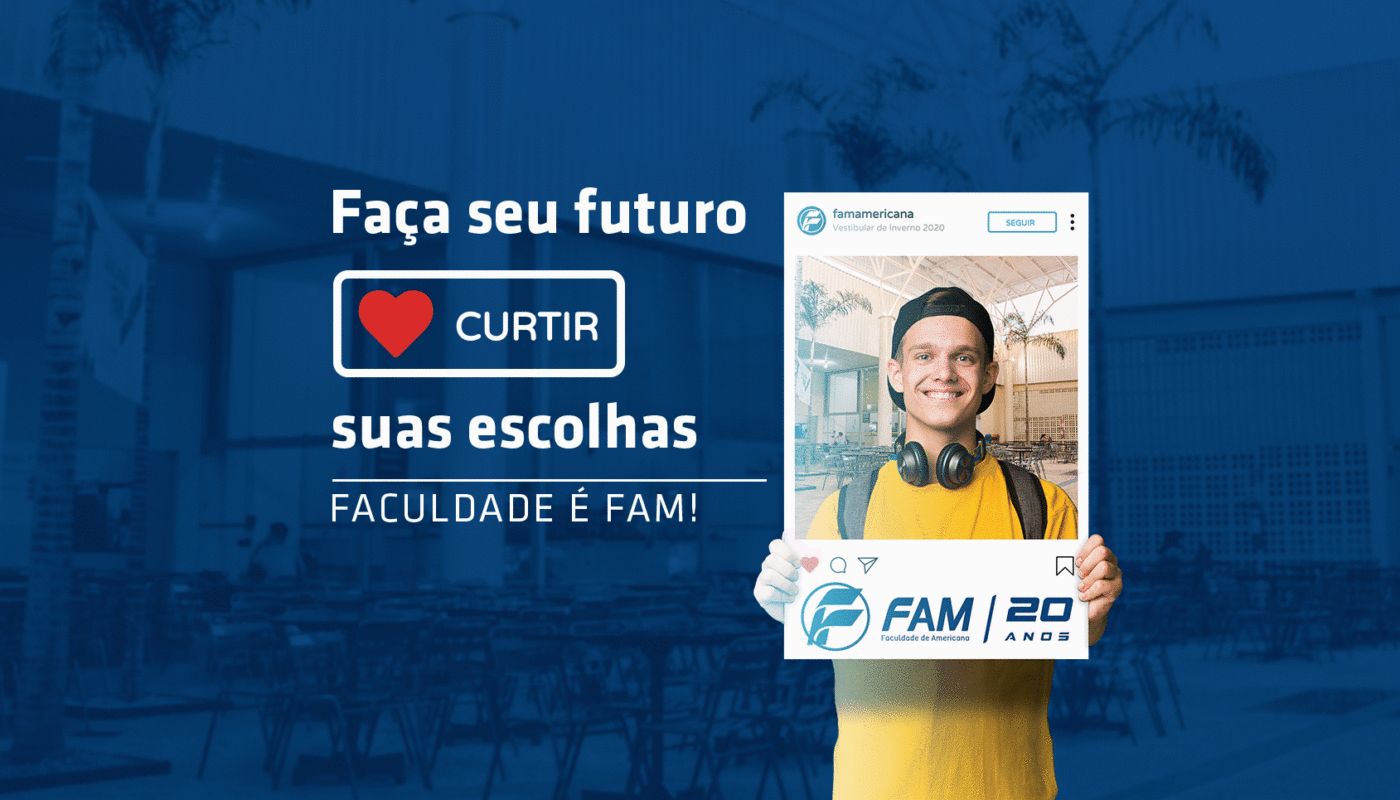 Faça seu futuro
CURTIR
suas escolhas
FACULDADE É FAM!
famamericana
Vestibular de Inverno 2020
SEGUIR
FAM | 20
Faculdade de Americana
ANOS